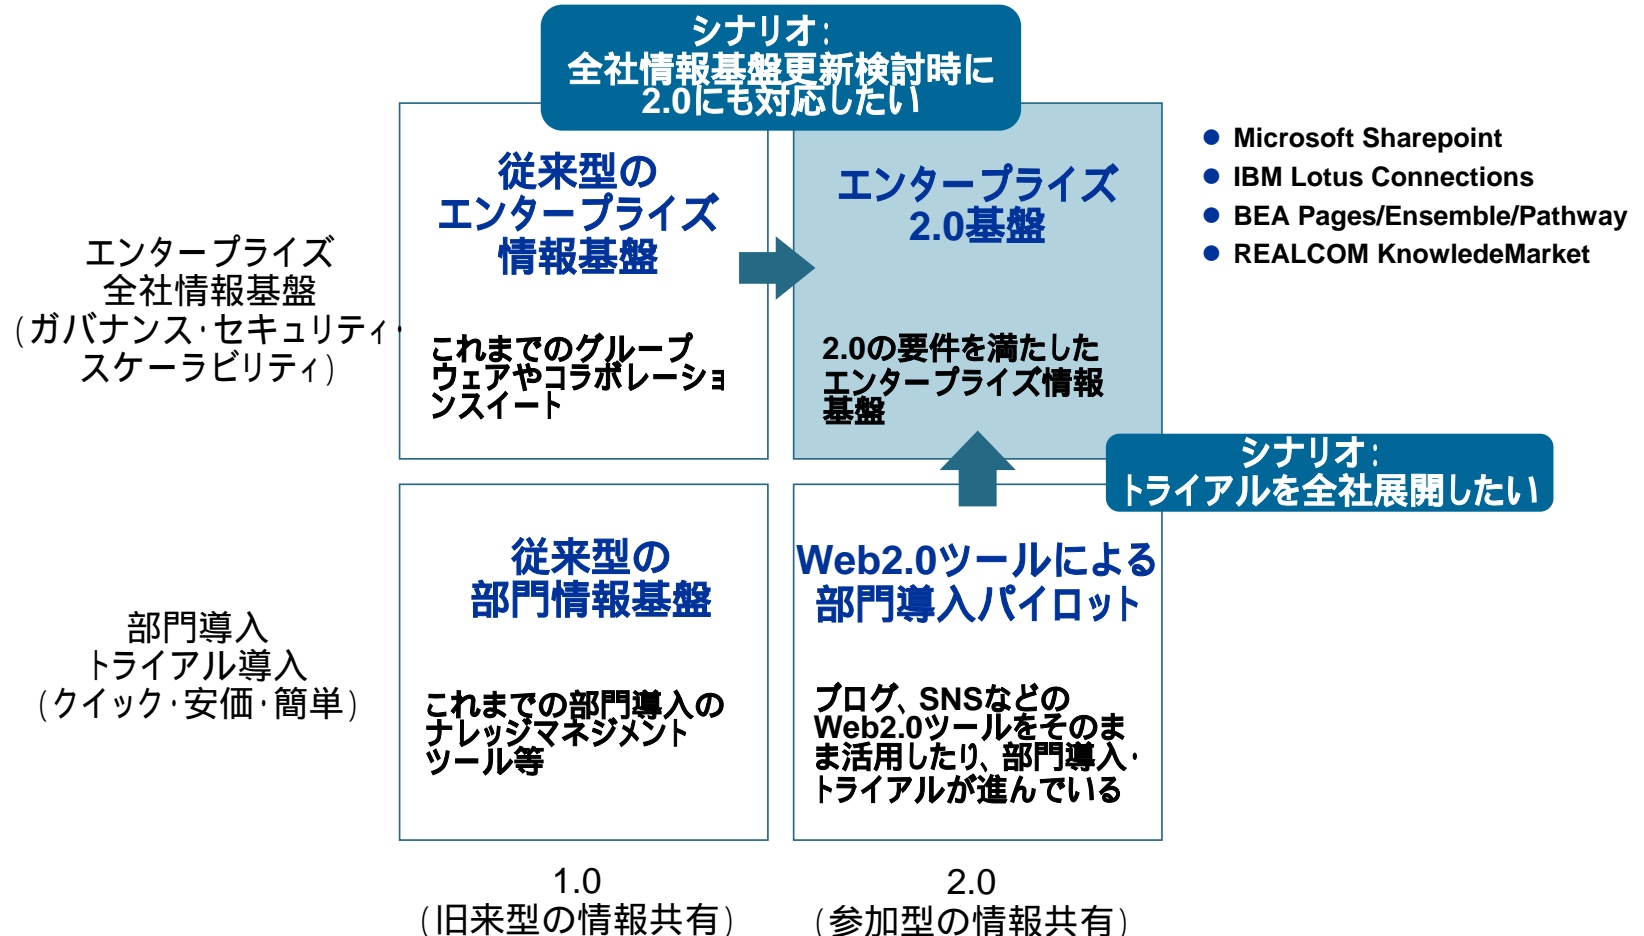 シナリオ:
全社情報基盤更新検討時に
2.0にも対応したい
従来型の
エンタープライズ
情報基盤
これまでのグループ
ウェアやコラボレーショ
ンスイート
エンタープライズ
2.0基盤
2.0の要件を満たした
エンタープライズ情報
基盤
● Microsoft Sharepoint
● IBM Lotus Connections
● BEA Pages/Ensemble/Pathway
● REALCOM KnowledeMarket
エンタープライズ
全社情報基盤
(ガバナンス・セキュリティ・
スケーラビリティ)
シナリオ:
トライアルを全社展開したい
従来型の
部門情報基盤
これまでの部門導入の
ナレッジマネジメント
ツール等
Web2.0ツールによる
部門導入パイロット
ブログ、SNSなどの
Web2.0ツールをそのま
ま活用したり、部門導入・
トライアルが進んでいる
部門導入
トライアル導入
(クイック・安価・簡単)
1.0
(旧来型の情報共有)
2.0
(参加型の情報共有)